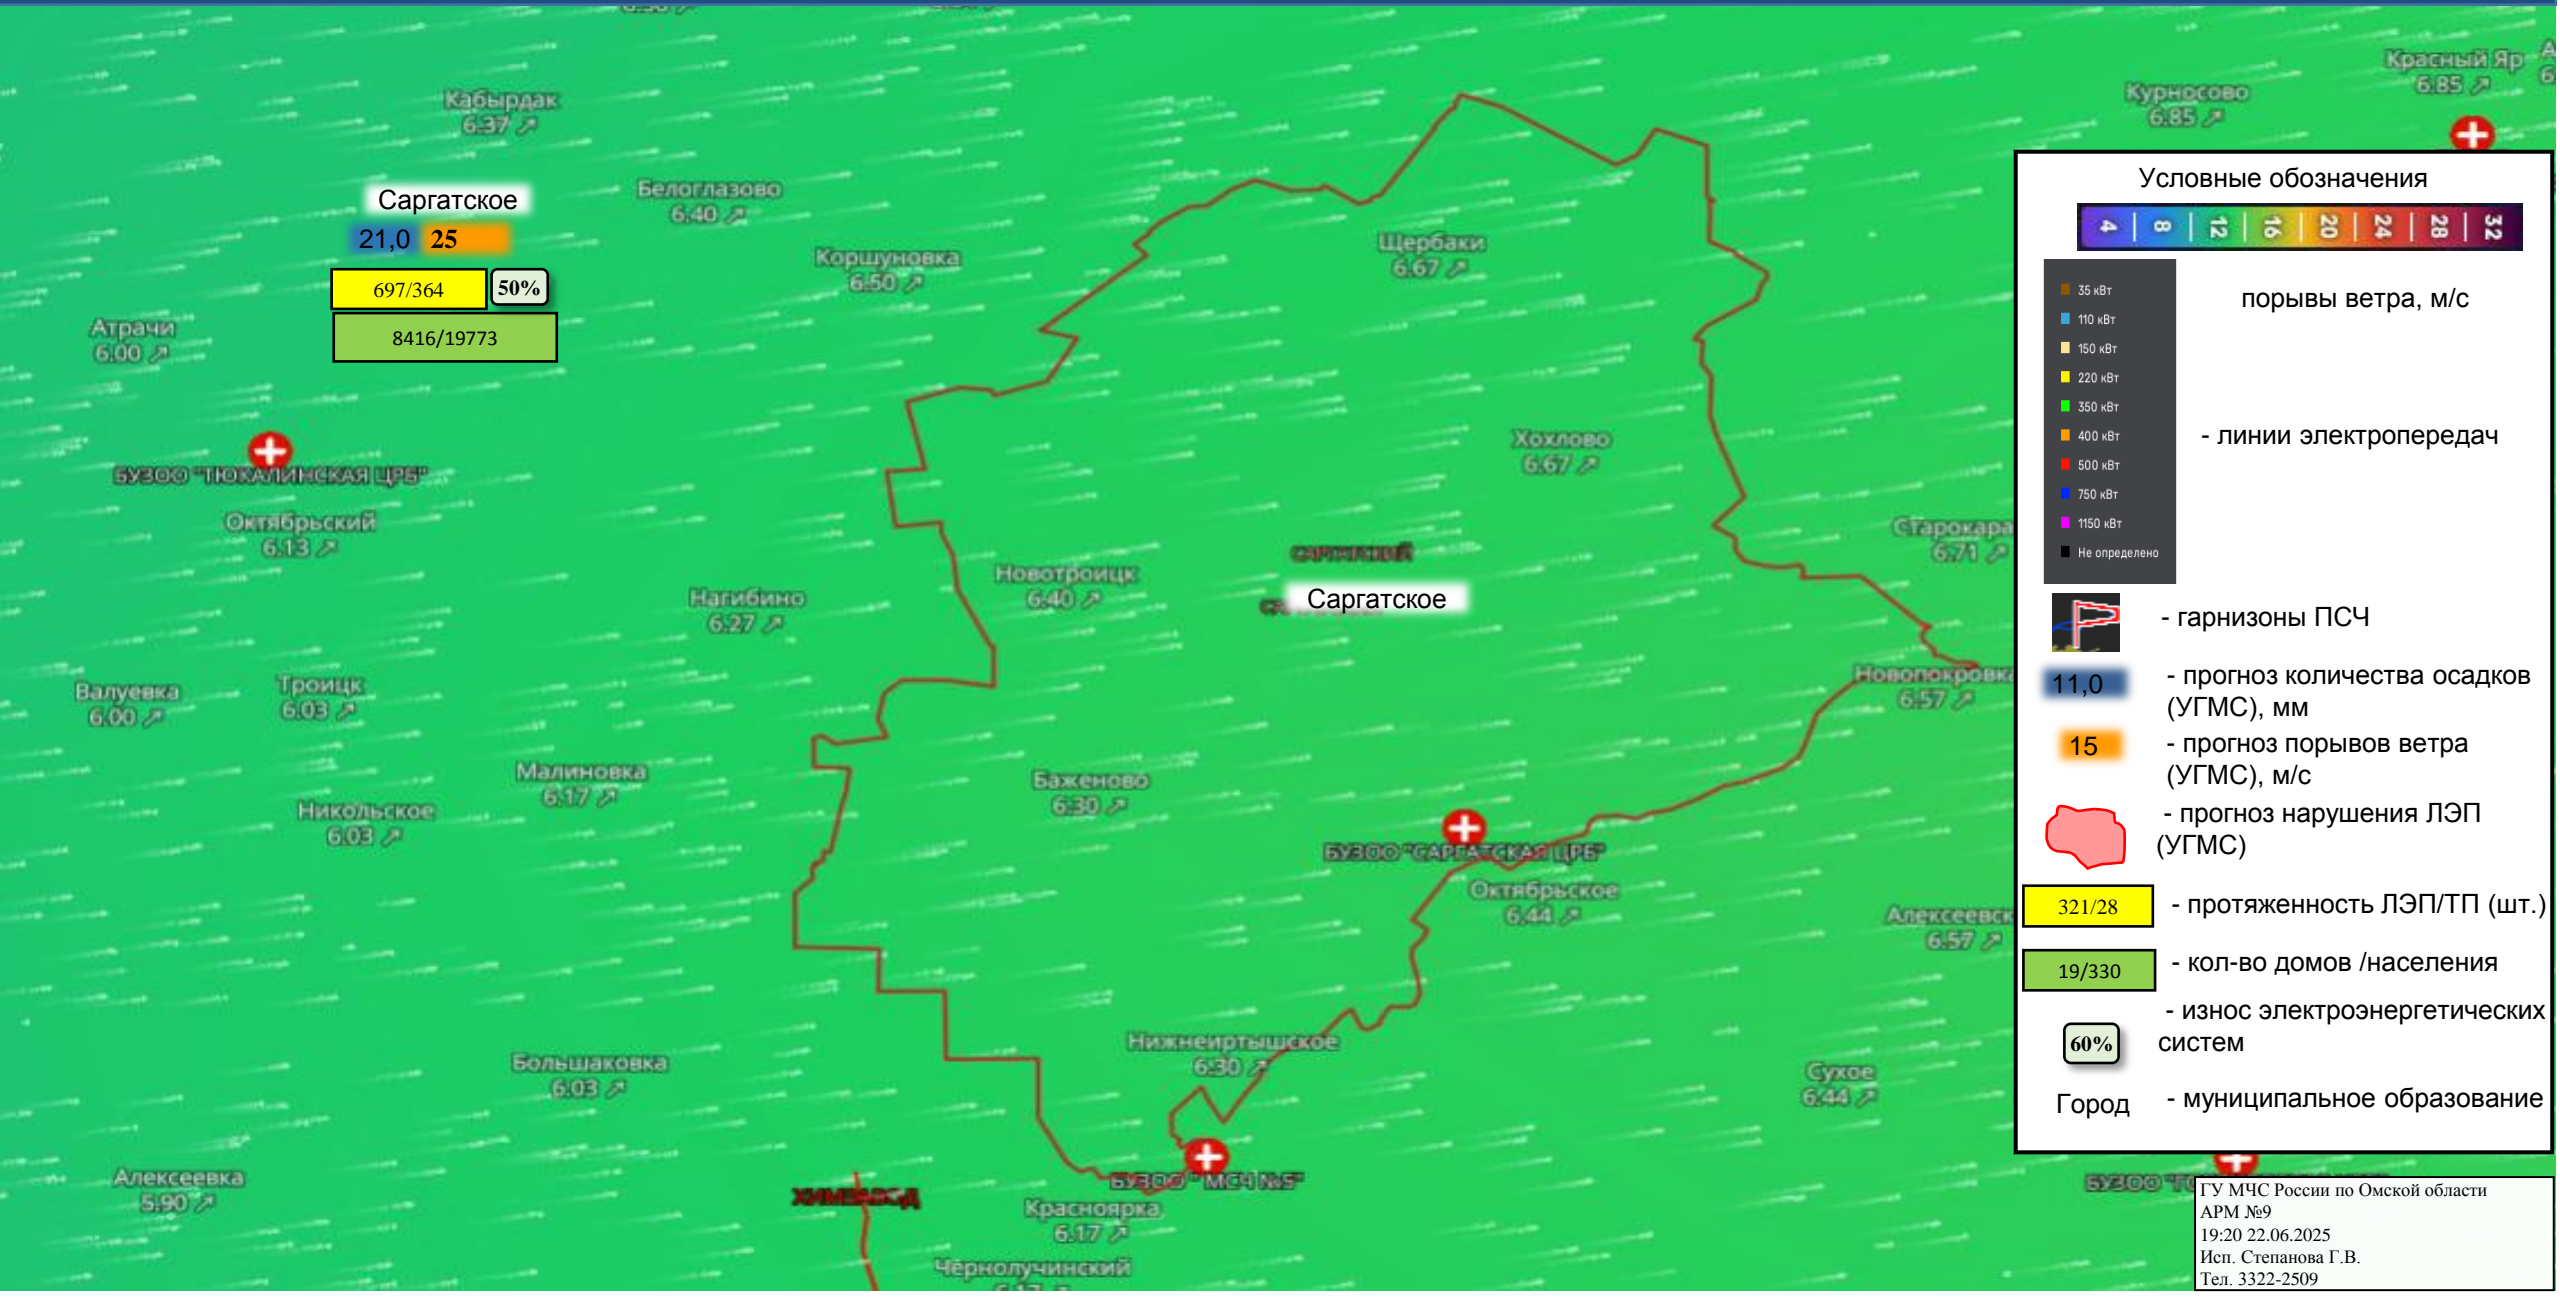 Кабырдак
6.37
Красный Яр
6.85
Курносово
6.85
Белоглазово
6.40
Саргатское
21,0 25
697/364 50%
8416/19773
Коршуновка
6.50
Щербаки
6.67
Атрачи
6.00
БУЗОО "ТЮКАЛИНСКАЯ ЦРБ"
Октябрьский
6.13
Хохлово
6.67
Старокара
6.71
САРГАТСКИЙ
Саргатское
Новотроицк
6.40
Нагибино
6.27
Валуевка
6.00
Троицк
6.03
Новопокровка
6.57
Малиновка
6.17
Никольское
6.03
Баженово
6.30
БУЗОО "САРГАТСКАЯ ЦРБ"
Октябрьское
6.44
Алексеевск
6.57
Нижнеиртышское
6.30
Большаковка
6.03
Сухое
6.44
Алексеевка
5.90
ХИМЗАВОД
БУЗОО "МСЧ №5"
Красноярка
6.17
Чернолучинский
6.17
Условные обозначения
4 8 12 16 20 24 28 32
порывы ветра, м/с
35 кВт
110 кВт
150 кВт
220 кВт
350 кВт
400 кВт
500 кВт
750 кВт
1150 кВт
Не определено
- линии электропередач
- гарнизоны ПСЧ
11,0 - прогноз количества осадков
(УГМС), мм
15 - прогноз порывов ветра
(УГМС), м/с
- прогноз нарушения ЛЭП
(УГМС)
321/28 - протяженность ЛЭП/ТП (шт.)
19/330 - кол-во домов /населения
- износ электроэнергетических
60% систем
Город - муниципальное образование
БУЗОО
ГУ МЧС России по Омской области
АРМ №9
19:20 22.06.2025
Исп. Степанова Г.В.
Тел. 3322-2509